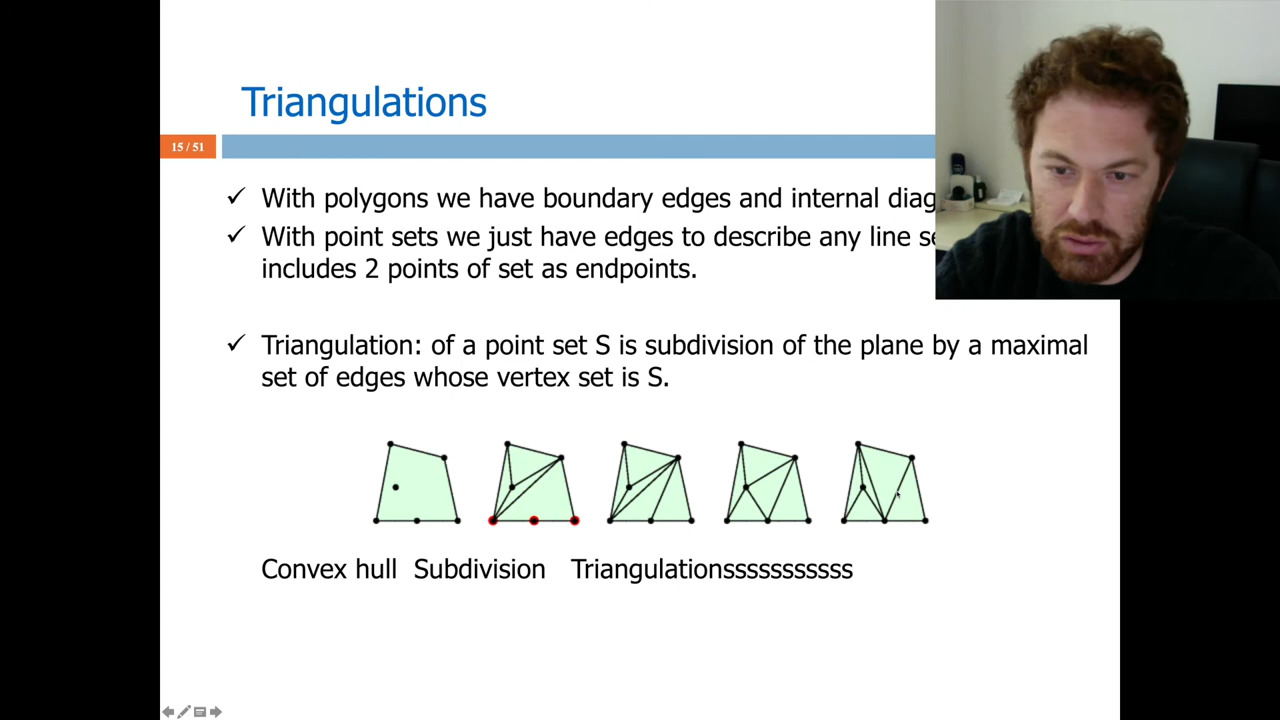 Triangulations
15 / 51
✓ With polygons we have boundary edges and internal
✓ With point sets we just have edges to describe any line
includes 2 points of set as endpoints.
✓ Triangulation: of a point set S is subdivision of the plane by a maximal
set of edges whose vertex set is S.
Convex hull Subdivision Triangulationsssssssssss